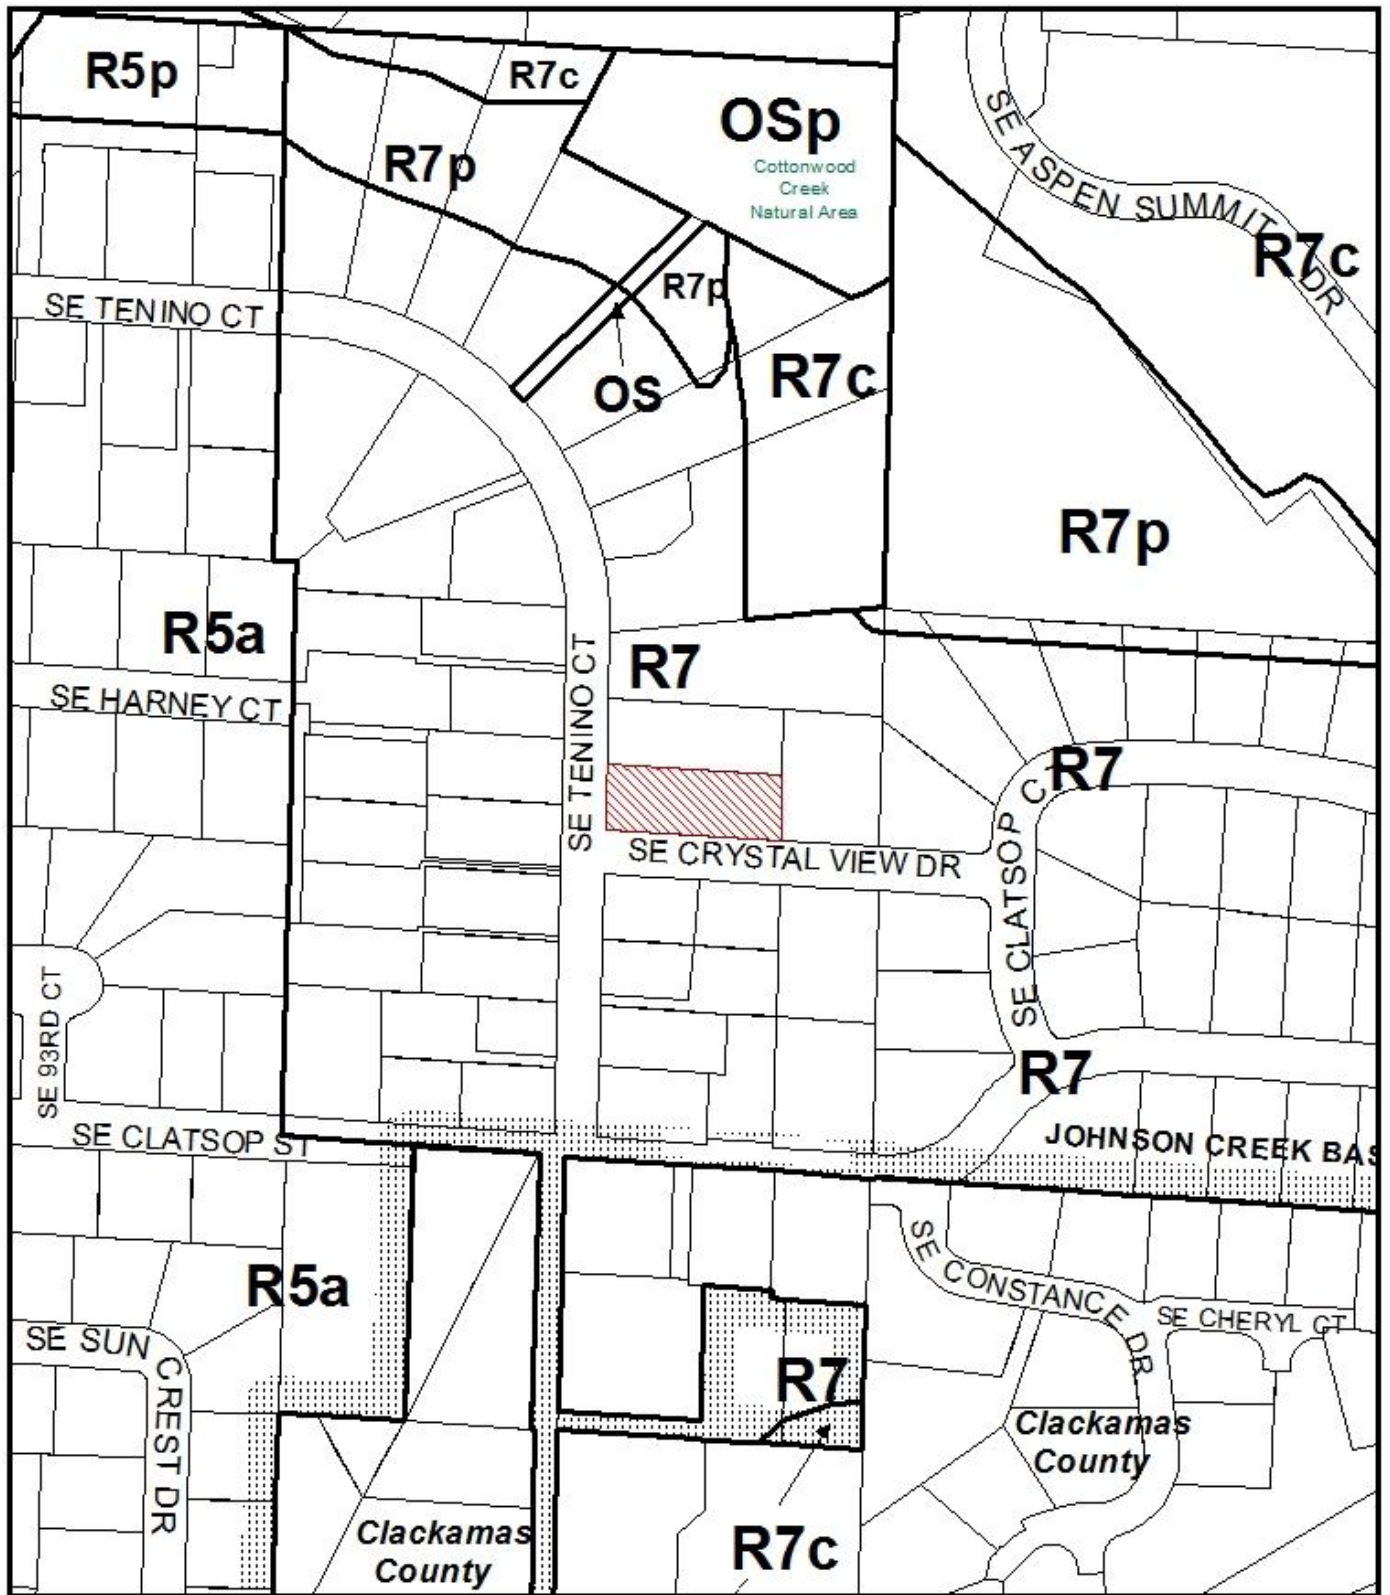 R5p
R7c
OSp
Cottonwood
Creek
Natural Area
SE ASPEN SUMMIT DR
R7p
R7c
R7p
SE TENINO CT
OS
R7c
R7p
R5a
R7
SE TENINO CT
SE HARNEY CT
R7
SE CRYSTAL VIEW DR
SE CLATSOP C
SE 93RD CT
R7
SE CLATSOP ST
JOHNSON CREEK BAS
R5a
SE CONSTANCE DR
SE CHERYL CT
SE SUN CREST DR
R7
Clackamas
County
Clackamas
County
R7c